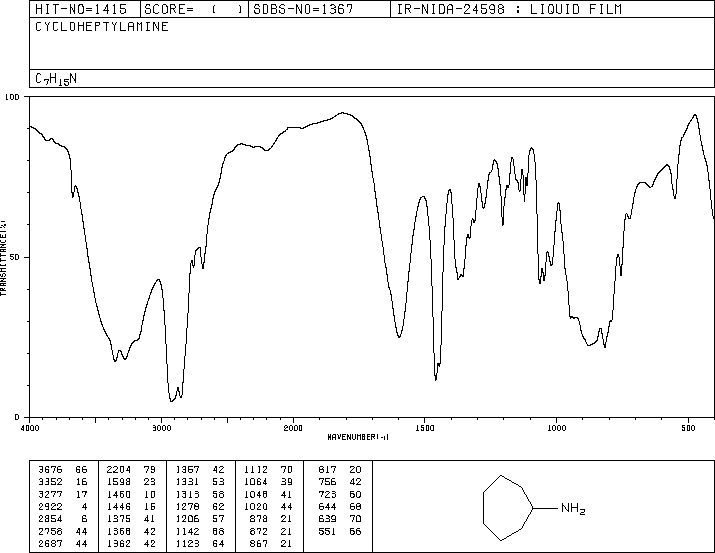 HIT-NO=1415 SCORE= ( ) SDBS-NO=1367 IR-NIDA-24598 : LIQUID FILM
CYCLOHEPTYLAMINE
C7H15N
100
50
0
TRANSMITTANCE(%)
4000 3000 2000 1500 1000 500
WAVENUMBER(-1)
3676 66 2204 79 1367 42 1112 70 817 20
3352 16 1598 23 1331 53 1064 39 756 42
3277 17 1460 10 1313 58 1048 41 723 60
2922 4 1446 15 1278 62 1020 44 644 68
2854 6 1375 41 1206 57 878 21 639 70
2758 44 1368 42 1142 68 872 21 551 66
2687 44 1362 42 1123 64 867 21
NH2